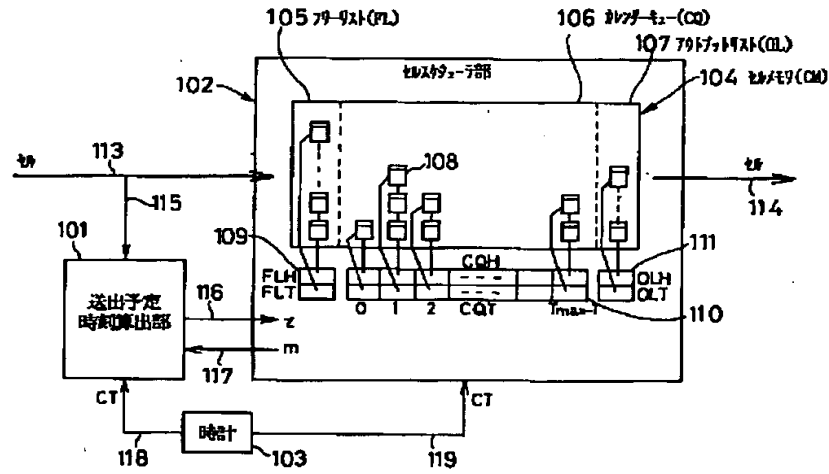 105 フリーリスト(FL)
106 カレンダーキュー(CQ)
107 アウトプットリスト(OL)
102
セルスケジューラ部
104 セルメモリ(CM)
セル
113
108
セル
115
114
101
109
111
FLH
FLT
CQH
OLH
OLT
0 1 2 CQT Tmax-1
110
送出予定
時刻算出部
116
τ
m
117
CT
CT
時計
118
103
119